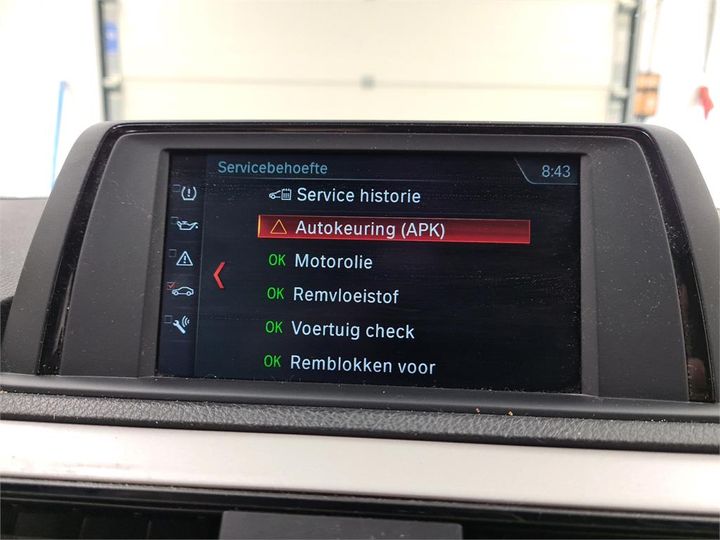 Servicebehoefte 8:43
Service historie
Autokeuring (APK)
OK Motorolie
OK Remvloeistof
OK Voertuig check
OK Remblokken voor